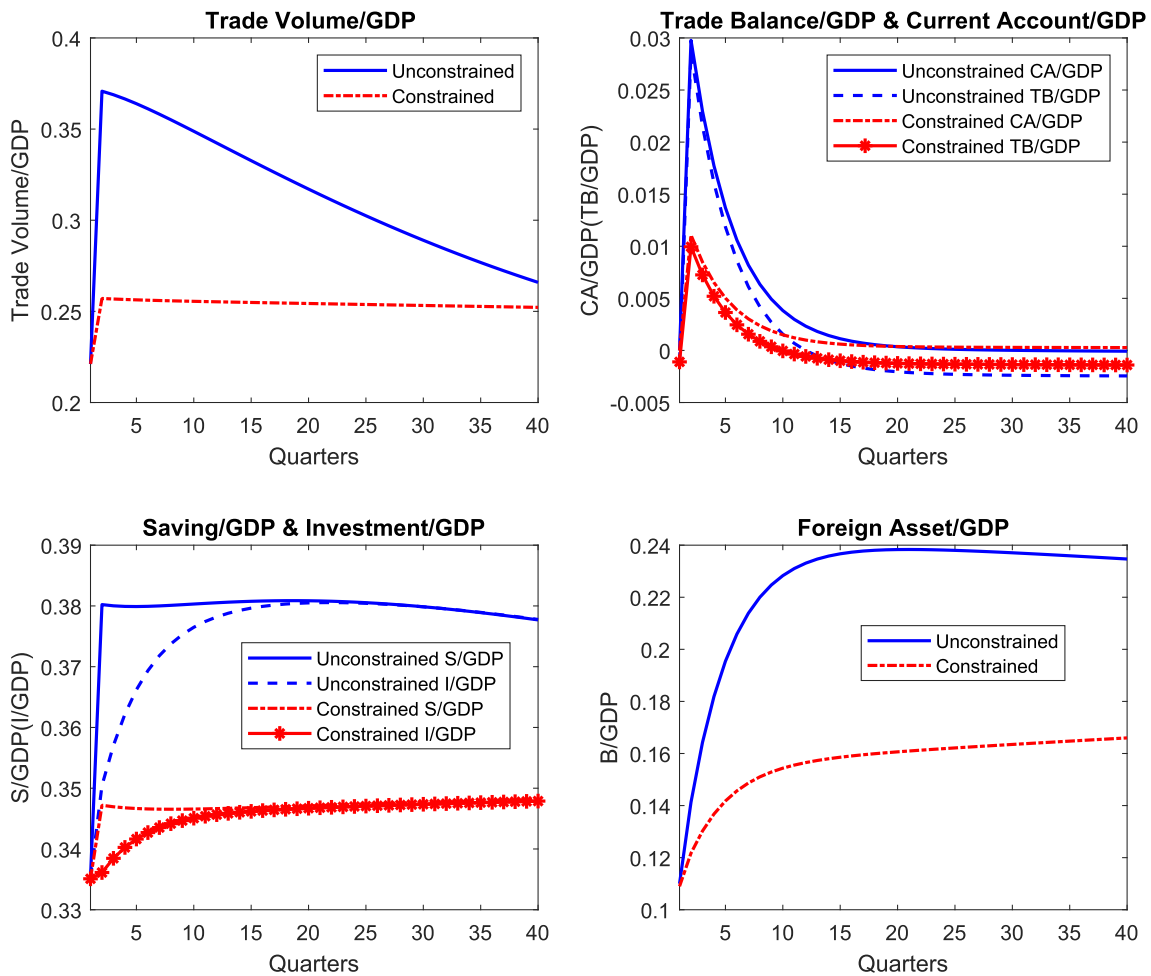 Trade Volume/GDP
Trade Volume/GDP
0.4
0.35
0.3
0.25
0.2
Unconstrained
Constrained
5 10 15 20 25 30 35 40
Quarters
Trade Balance/GDP & Current Account/GDP
CA/GDP(TB/GDP)
0.03
0.025
0.02
0.015
0.01
0.005
0
-0.005
Unconstrained CA/GDP
Unconstrained TB/GDP
Constrained CA/GDP
Constrained TB/GDP
5 10 15 20 25 30 35 40
Quarters
Saving/GDP & Investment/GDP
S/GDP(I/GDP)
0.39
0.38
0.37
0.36
0.35
0.34
0.33
Unconstrained S/GDP
Unconstrained I/GDP
Constrained S/GDP
Constrained I/GDP
5 10 15 20 25 30 35 40
Quarters
Foreign Asset/GDP
B/GDP
0.24
0.22
0.2
0.18
0.16
0.14
0.12
0.1
Unconstrained
Constrained
5 10 15 20 25 30 35 40
Quarters